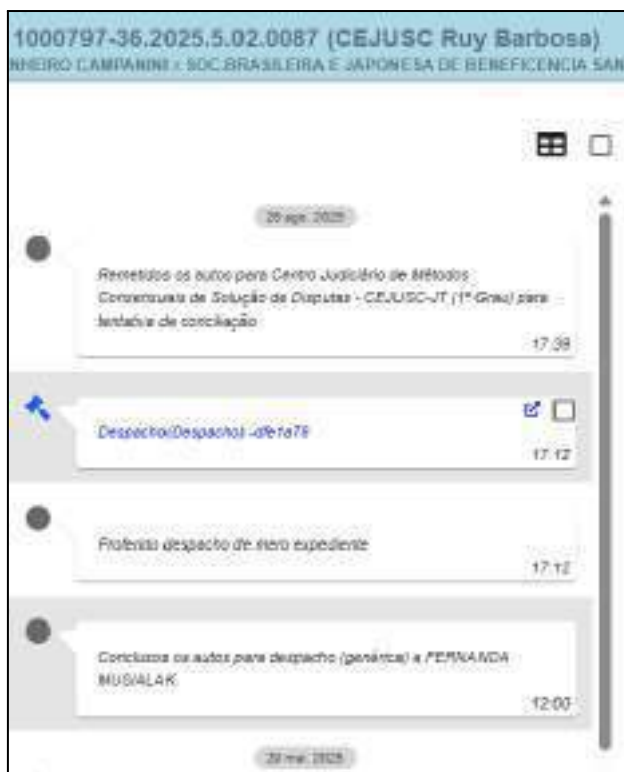 1000797-36.2025.5.02.0087 (CEJUSC Ruy Barbosa)
NHEIRO CAMPANINI x SOC BRASILEIRA E JAPONESA DE BENEFICENCIA SAN
ago. 2025
Remetidos os autos para Centro Judiciário de Métodos
Consensuais de Solução de Disputas - CEJUSC-JT (1º Grau) para
tentativa de conciliação
17:39
Despacho(Despacho) - dfe1a79
17:12
Proferido despacho de mero expediente
17:12
Conclusos os autos para despacho (genérica) a FERNANDA
MUSIALAK
12:00
mai. 2025